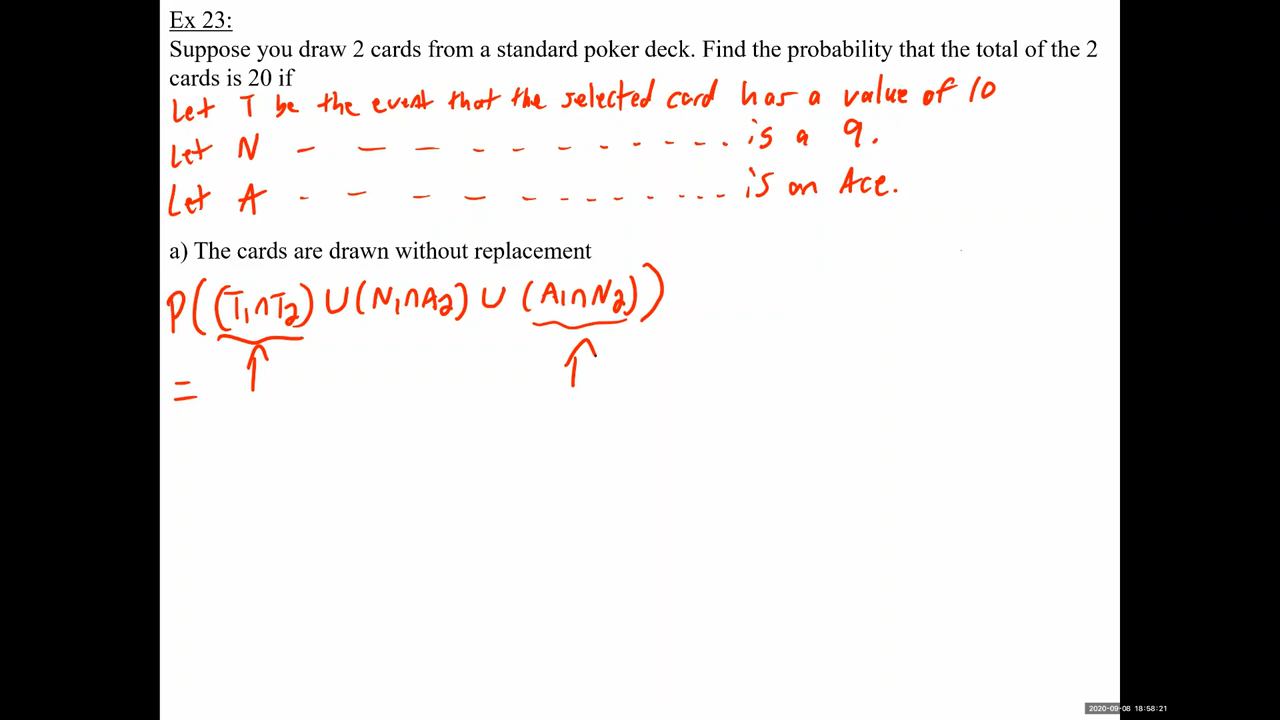 Ex 23:
Suppose you draw 2 cards from a standard poker deck. Find the probability that the total of the 2
cards is 20 if
Let T be the event that the selected card has a value of 10
Let N - - - - - - - - - - - - is a 9.
Let A - - - - - - - - - - - - is an Ace.
a) The cards are drawn without replacement
P((T₁∩T₂) ∪ (N₁∩A₂) ∪ (A₁∩N₂))
=
2020-09-08 18:58:21